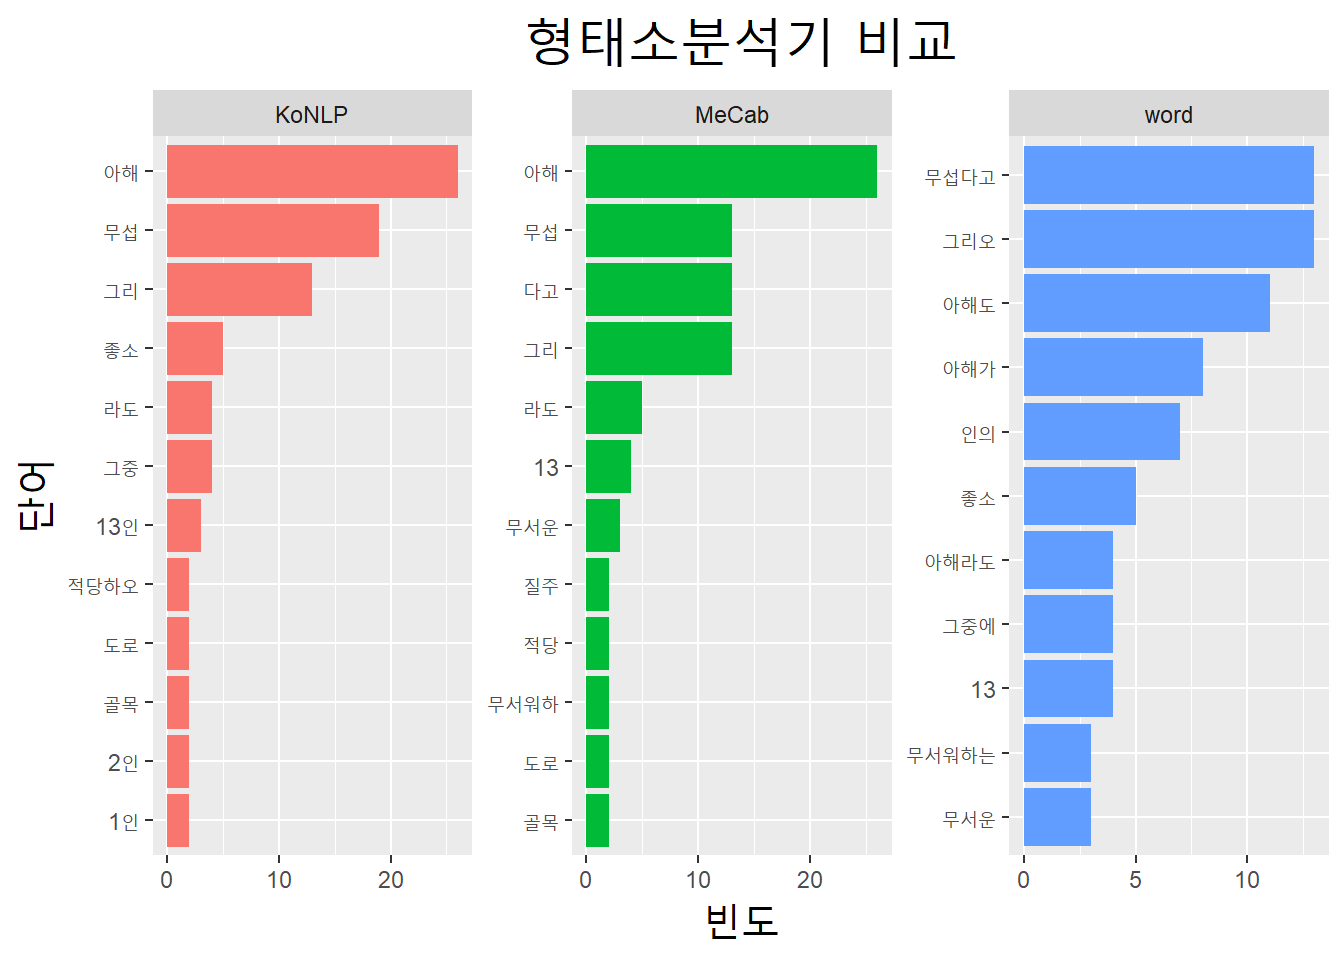 형태소분석기 비교
KoNLP
아해
무섭
그리
좋소
라도
그중
13인
적당하오
도로
골목
2인
1인
0 10 20
MeCab
아해
무섭
다고
그리
라도
13
무서운
질주
적당
무서워하
도로
골목
0 10 20
word
무섭다고
그리오
아해도
아해가
인의
좋소
아해라도
그중에
13
무서워하는
무서운
0 5 10
단어
빈도